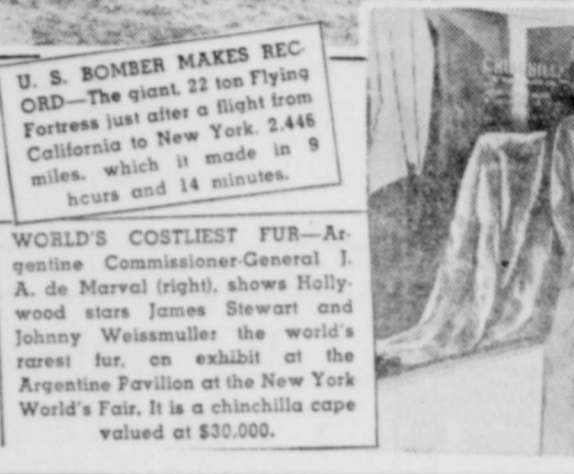 U. S. BOMBER MAKES REC-
ORD—The giant, 22 ton Flying
Fortress just after a flight from
California to New York, 2,446
miles, which it made in 9
hours and 14 minutes.
WORLD'S COSTLIEST FUR—Ar-
gentine Commissioner-General J.
A. de Marval (right), shows Holly-
wood stars James Stewart and
Johnny Weissmuller the world's
rarest fur, on exhibit at the
Argentine Pavilion at the New York
World's Fair. It is a chinchilla cape
valued at $30,000.